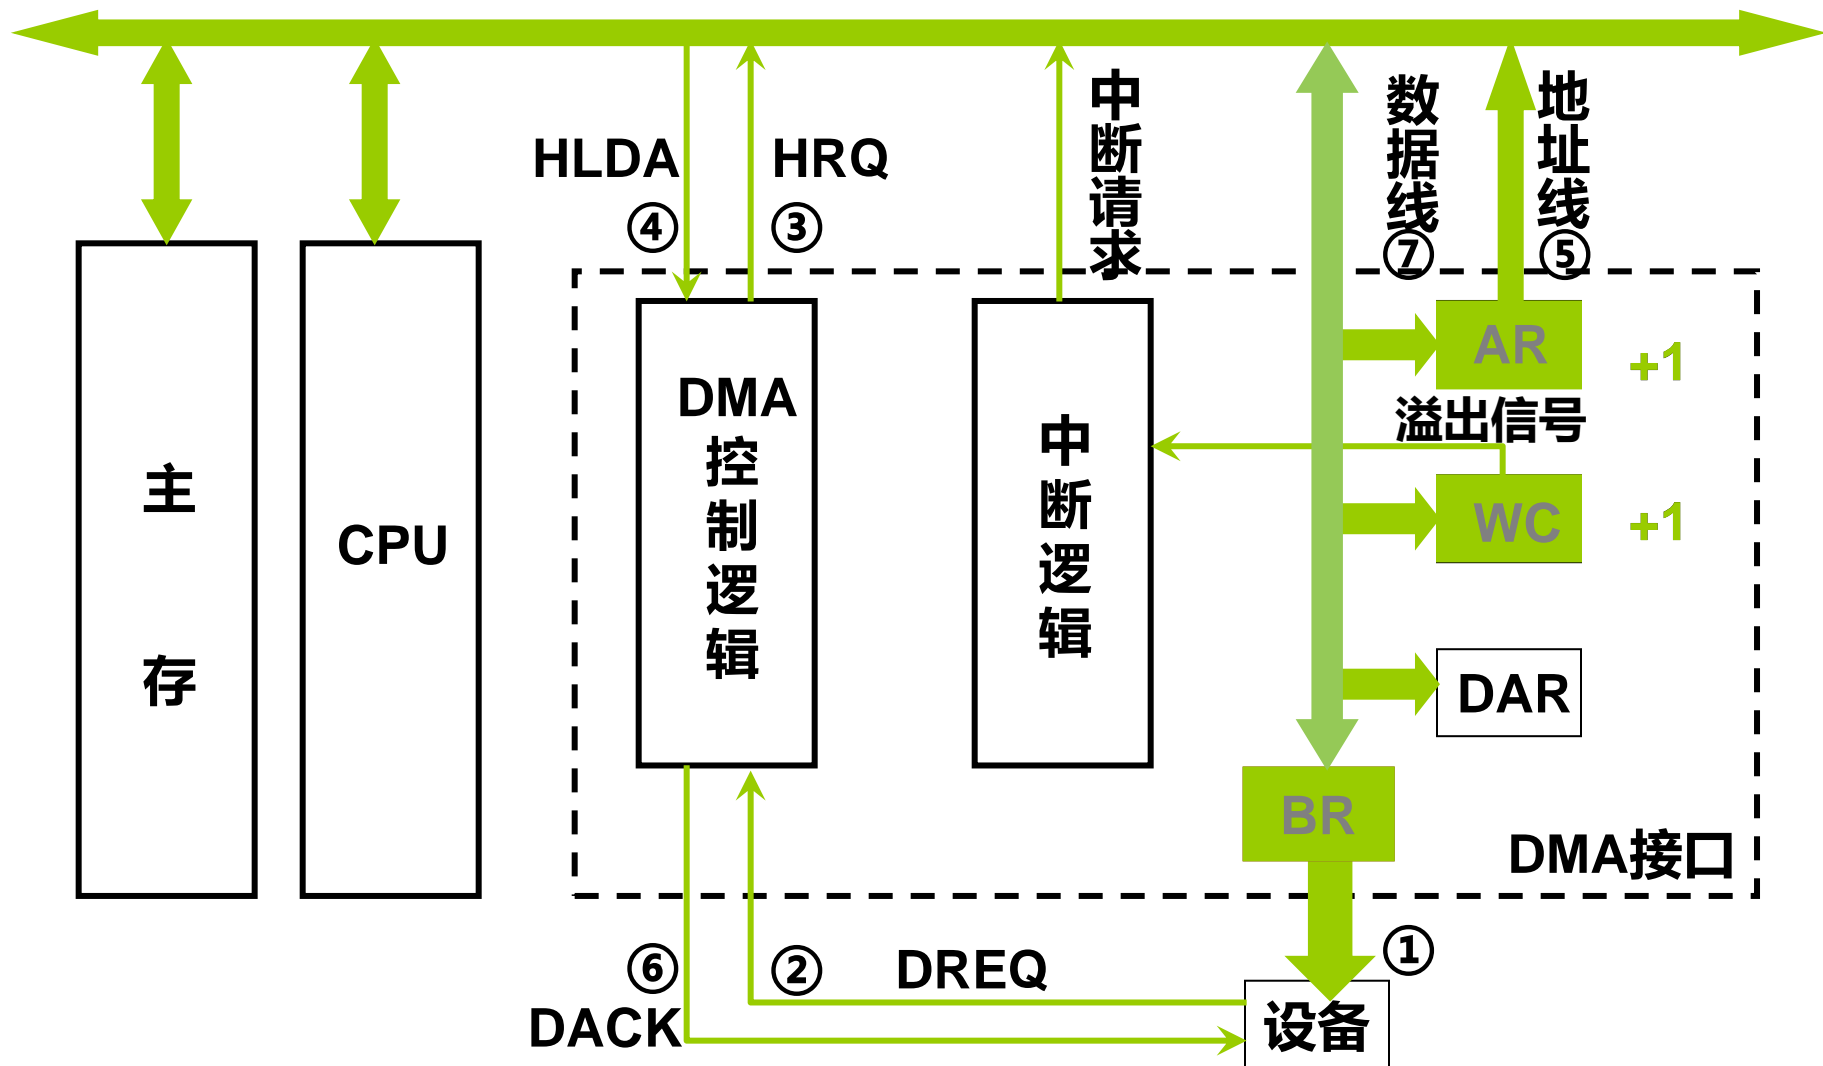 HLDA
④
HRQ
③
中断请求
数据线
⑦
地址线
⑤
主存
CPU
DMA
控制逻辑
中断逻辑
AR
+1
溢出信号
WC
+1
DAR
BR
DMA接口
①
⑥
②
DREQ
DACK
设备